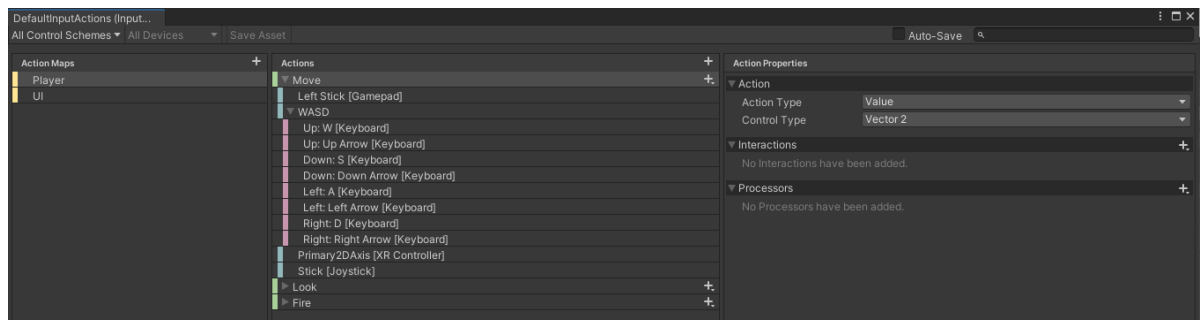 DefaultInputActions (Input...
All Control Schemes All Devices Save Asset Auto-Save
Action Maps
Player
UI
Actions
Move
Left Stick [Gamepad]
WASD
Up: W [Keyboard]
Up: Up Arrow [Keyboard]
Down: S [Keyboard]
Down: Down Arrow [Keyboard]
Left: A [Keyboard]
Left: Left Arrow [Keyboard]
Right: D [Keyboard]
Right: Right Arrow [Keyboard]
Primary2DAxis [XR Controller]
Stick [Joystick]
Look
Fire
Action Properties
Action
Action Type Value
Control Type Vector 2
Interactions
No Interactions have been added.
Processors
No Processors have been added.